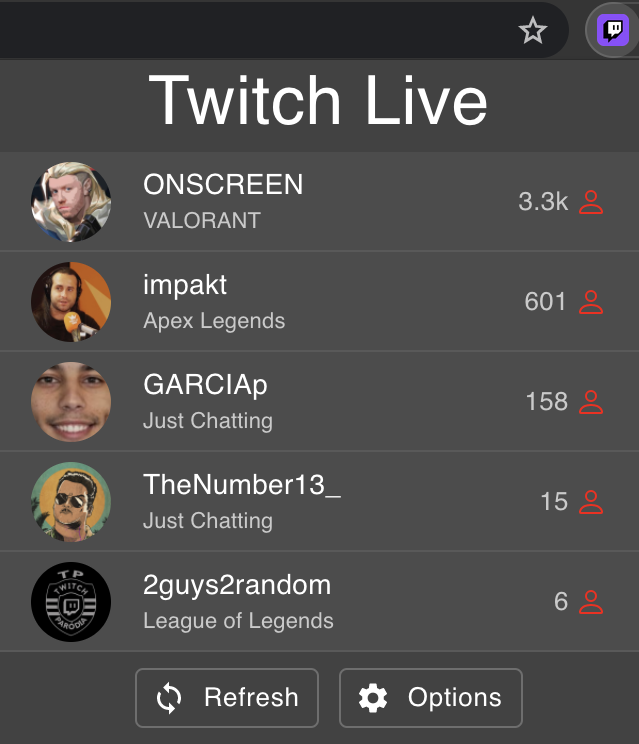 Twitch Live
ONSCREEN
VALORANT
3.3k
impakt
Apex Legends
601
GARCIAp
Just Chatting
158
TheNumber13_
Just Chatting
15
TP
TWITCH
PARODIA
2guys2random
League of Legends
6
Refresh
Options